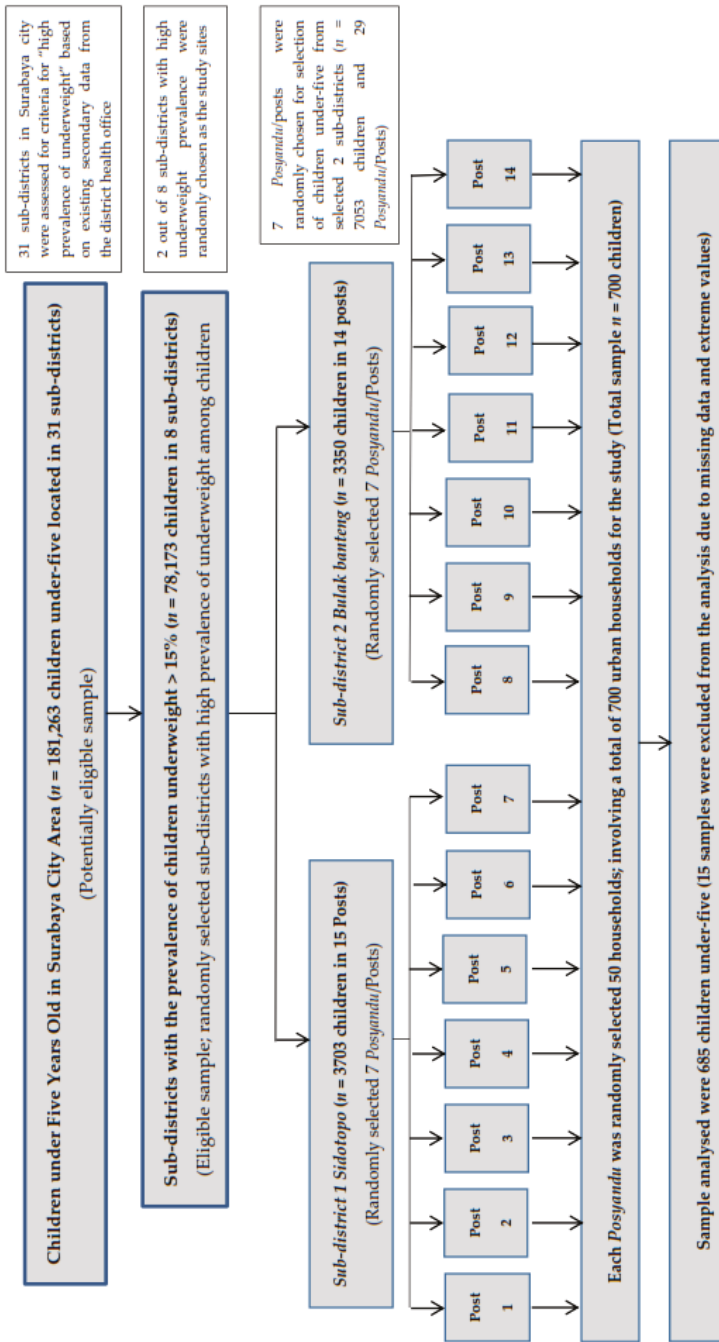 Children under Five Years Old in Surabaya City Area (n = 181,263 children under-five located in 31 sub-districts)
(Potentially eligible sample)
31 sub-districts in Surabaya city
were assessed for criteria for “high
prevalence of underweight” based
on existing secondary data from
the district health office
Sub-districts with the prevalence of children underweight > 15% (n = 78,173 children in 8 sub-districts)
(Eligible sample; randomly selected sub-districts with high prevalence of underweight among children
2 out of 8 sub-districts with high
underweight prevalence were
randomly chosen as the study sites
Sub-district 1 Sidotopo (n = 3703 children in 15 Posts)
(Randomly selected 7 Posyandu/Posts)
Sub-district 2 Bulak banteng (n = 3350 children in 14 posts)
(Randomly selected 7 Posyandu/Posts)
7 Posyandu/posts were
randomly chosen for selection
of children under-five from
selected 2 sub-districts (n =
7053 children and 29
Posyandu/Posts)
Post
1
Post
2
Post
3
Post
4
Post
5
Post
6
Post
7
Post
8
Post
9
Post
10
Post
11
Post
12
Post
13
Post
14
Each Posyandu was randomly selected 50 households; involving a total of 700 urban households for the study (Total sample n = 700 children)
Sample analysed were 685 children under-five (15 samples were excluded from the analysis due to missing data and extreme values)